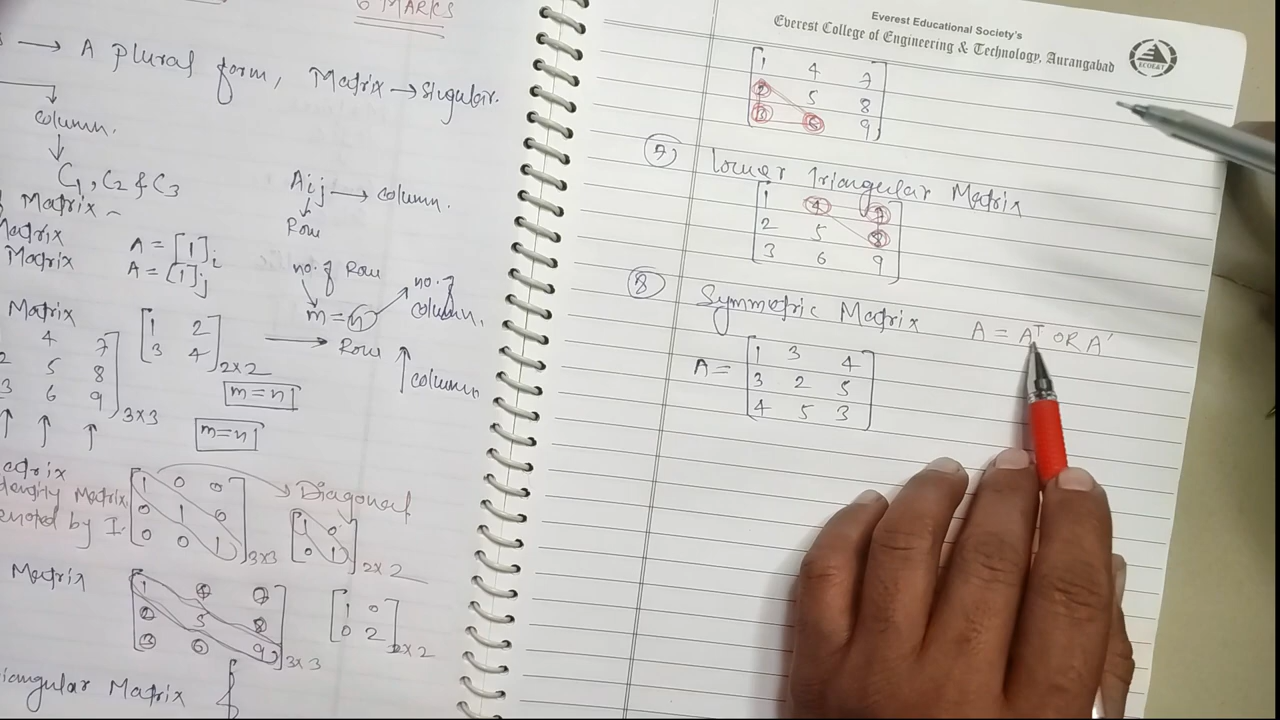 6 MARKS
→ A plural form, Matrix → Singular.
column.
C1, C2 & C3
Aij → column.
Row
Matrix
Matrix A = [1]i
Matrix A = [1]j
no. of Row
m = n
no. of column.
Matrix
4 7
2 5 8
3 6 9 3x3
1 2
3 4 2x2
→ Row
column
m=n
m=n
Matrix
denoted by I.
1 0 0
0 1 0
0 0 1 3x3
→ Diagonal
1 0
0 1 2x2
Matrix
1 4 7
2 5 8
3 6 9 3x3
1 0
0 2 2x2
Matrix
Everest Educational Society's
Everest College of Engineering & Technology, Aurangabad
ECOE&T
1 4 7
2 5 8
3 6 9
7) lower Triangular Matrix
1 4 7
2 5 8
3 6 9
8 Symmetric Matrix A = Aᵀ OR A'
A = 1 3 4
3 2 5
4 5 3